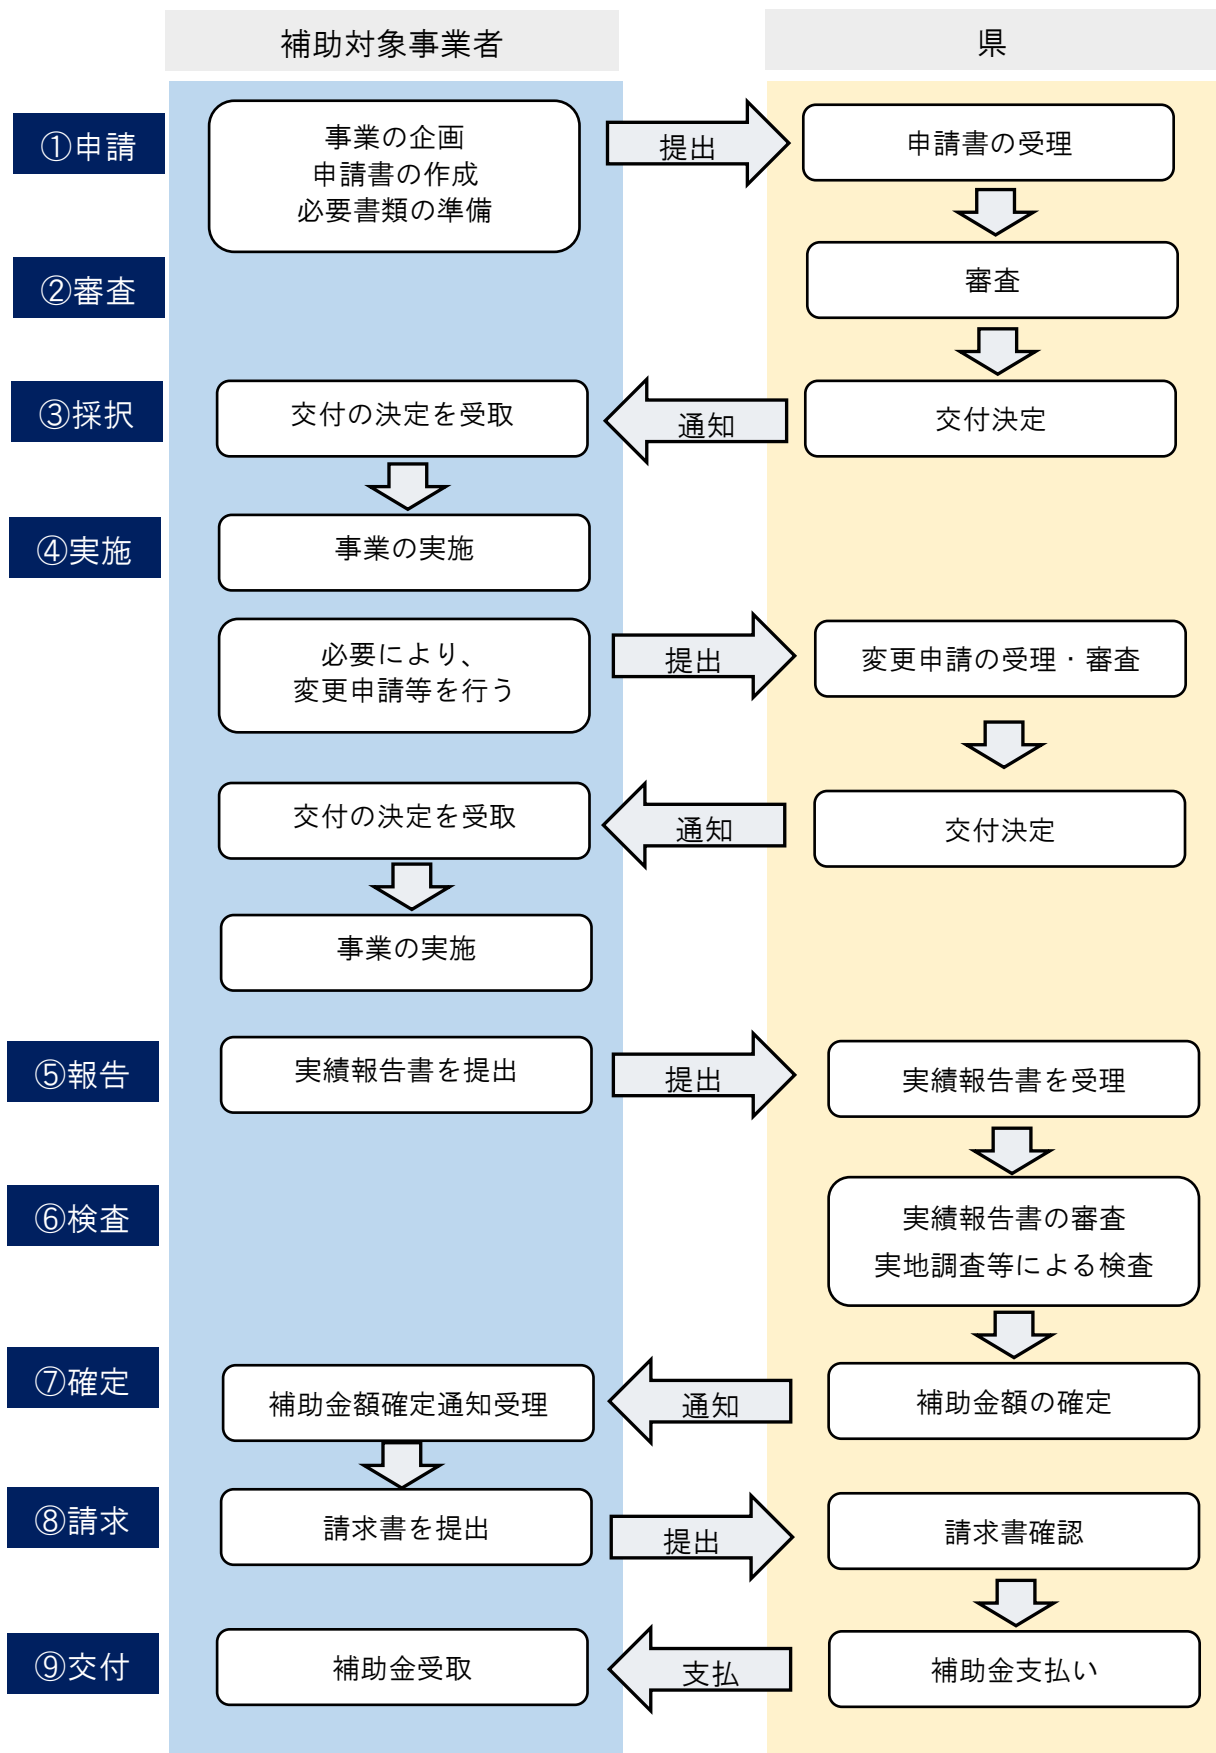 補助対象事業者
県
①申請
事業の企画
申請書の作成
必要書類の準備
提出
申請書の受理
②審査
審査
③採択
交付の決定を受取
通知
交付決定
④実施
事業の実施
必要により、
変更申請等を行う
提出
変更申請の受理・審査
交付の決定を受取
通知
交付決定
事業の実施
⑤報告
実績報告書を提出
提出
実績報告書を受理
⑥検査
実績報告書の審査
実地調査等による検査
⑦確定
補助金額確定通知受理
通知
補助金額の確定
⑧請求
請求書を提出
提出
請求書確認
⑨交付
補助金受取
支払
補助金支払い